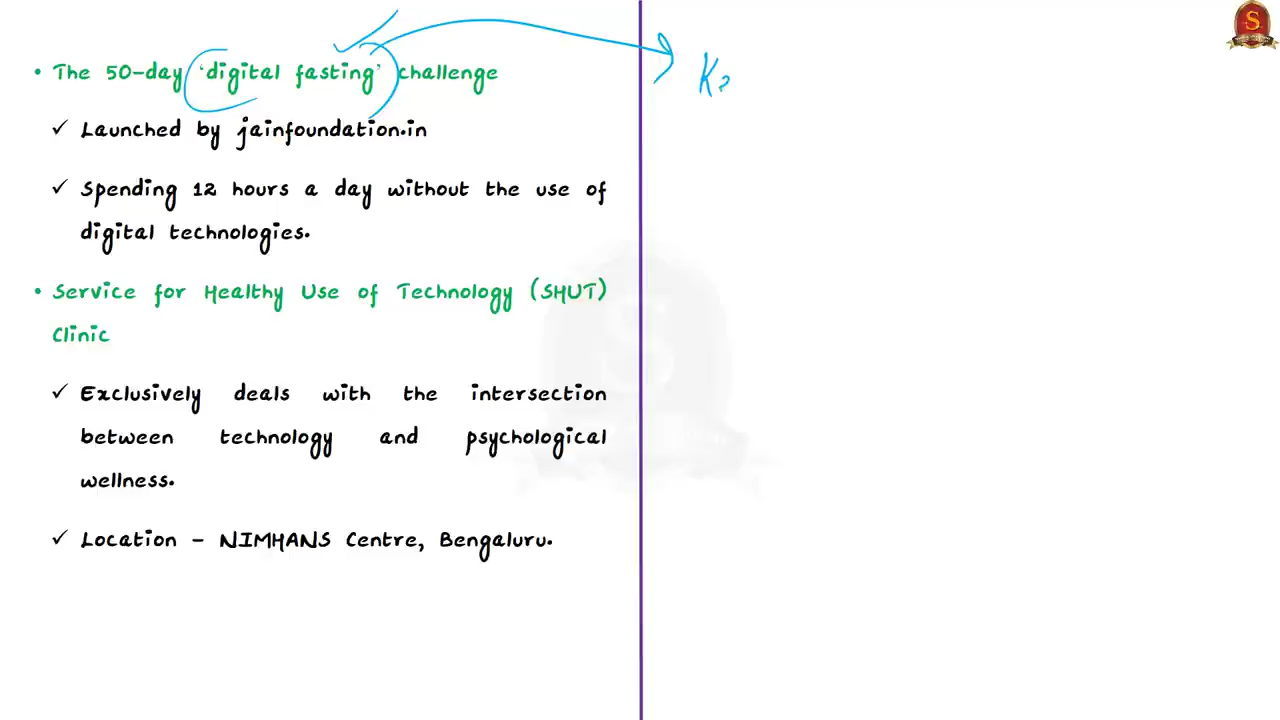 • The 50-day 'digital fasting' challenge
✓ Launched by jainfoundation.in
✓ Spending 12 hours a day without the use of
digital technologies.
• Service for Healthy Use of Technology (SHUT)
Clinic
✓ Exclusively deals with the intersection
between technology and psychological
wellness.
✓ Location - NIMHANS Centre, Bengaluru.